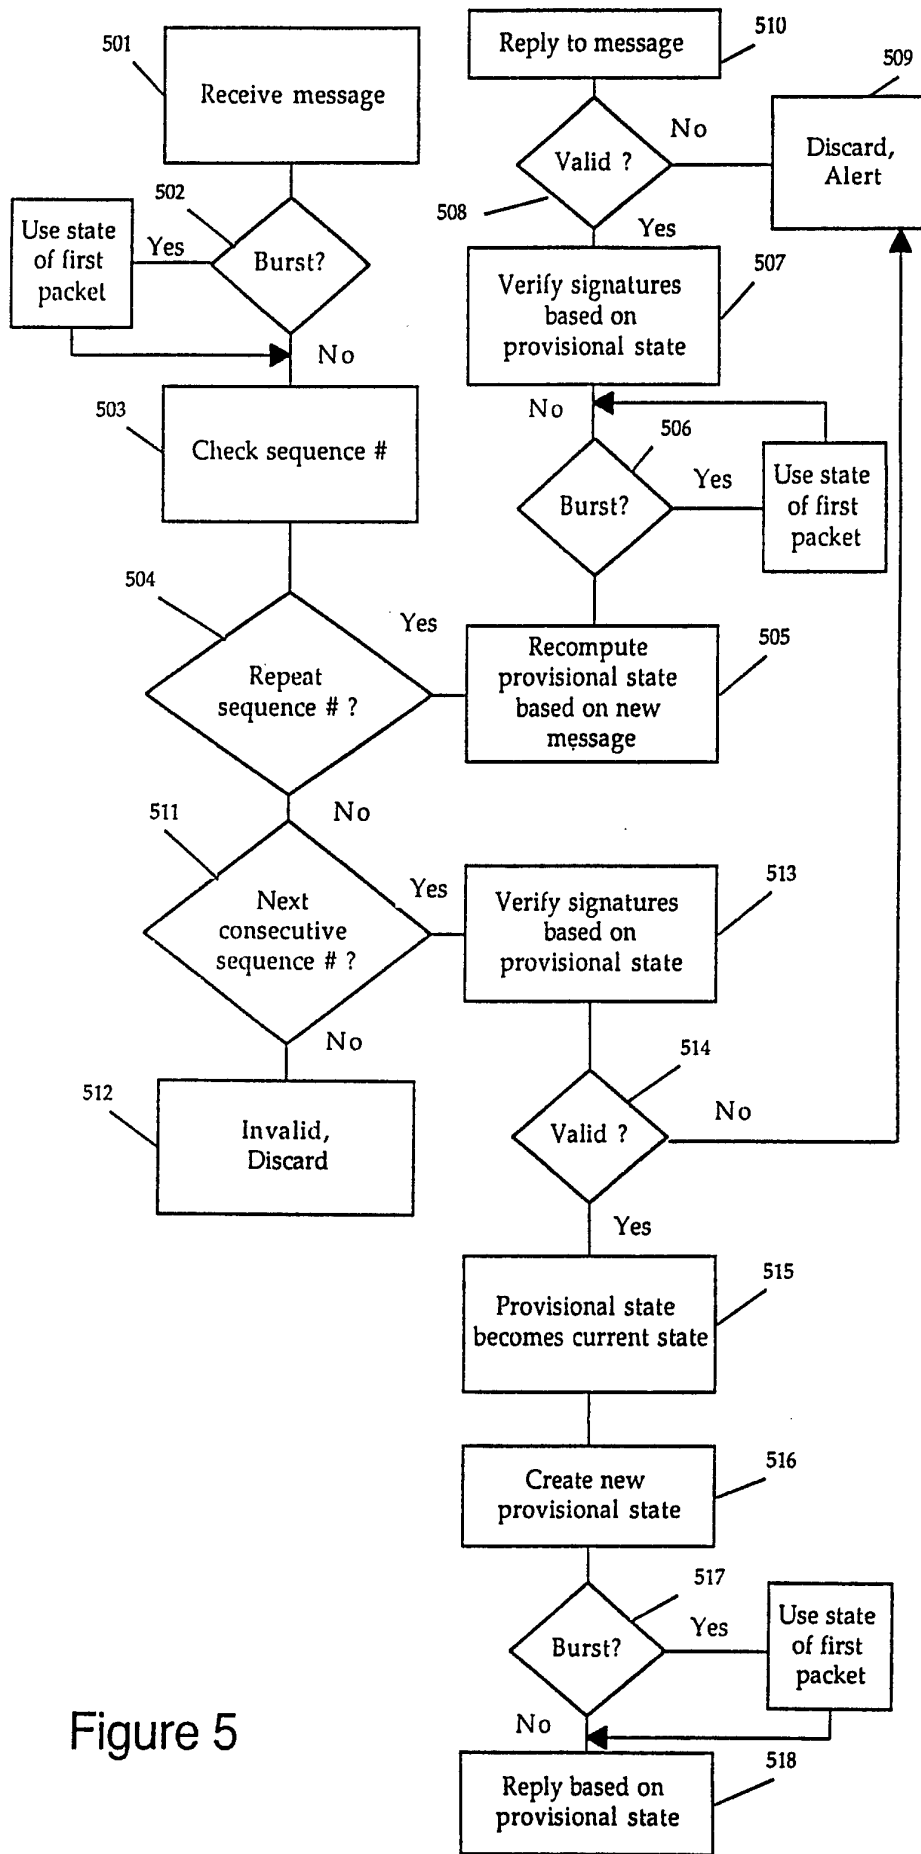 501
Receive message
502
Use state
of first
packet
Yes
Burst?
No
503
Check sequence #
504
Repeat
sequence # ?
Yes
No
511
Next
consecutive
sequence # ?
Yes
No
512
Invalid,
Discard
Reply to message
510
509
Valid ?
No
Discard,
Alert
508
Yes
Verify signatures
based on
provisional state
507
No
506
Burst?
Yes
Use state
of first
packet
Recompute
provisional state
based on new
message
505
Verify signatures
based on
provisional state
513
514
Valid ?
No
Yes
Provisional state
becomes current state
515
Create new
provisional state
516
517
Burst?
Yes
Use state
of first
packet
No
Reply based on
provisional state
518
Figure 5